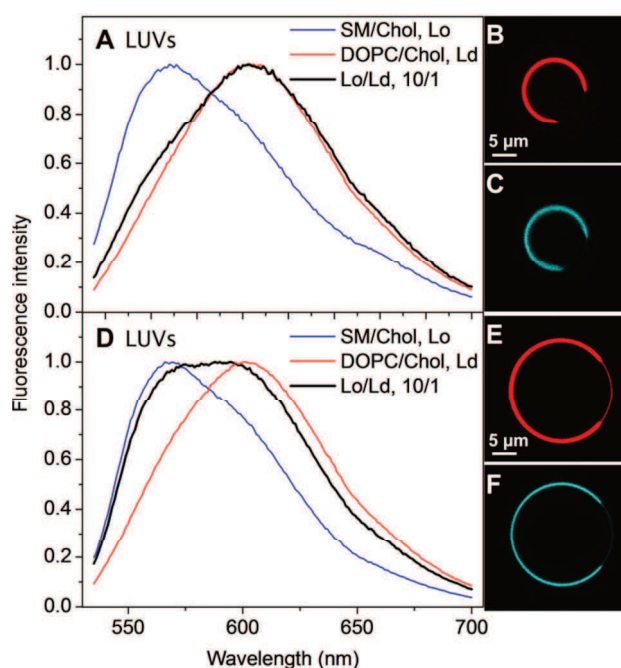 A LUVs
SM/Chol, Lo
DOPC/Chol, Ld
Lo/Ld, 10/1
1.0
0.8
0.6
0.4
0.2
0.0
D LUVs
SM/Chol, Lo
DOPC/Chol, Ld
Lo/Ld, 10/1
1.0
0.8
0.6
0.4
0.2
0.0
Fluorescence intensity
550 600 650 700
Wavelength (nm)
B
5 µm
C
E
5 µm
F